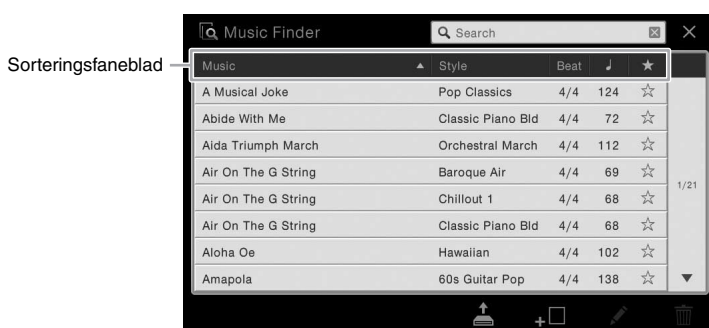 Music Finder Search
Sorteringsfaneblad
Music Style Beat ♩ ★
A Musical Joke Pop Classics 4/4 124 ☆
Abide With Me Classic Piano Bld 4/4 72 ☆
Aida Triumph March Orchestral March 4/4 112 ☆
Air On The G String Baroque Air 4/4 69 ☆
Air On The G String Chillout 1 4/4 68 ☆
Air On The G String Classic Piano Bld 4/4 68 ☆
Aloha Oe Hawaiian 4/4 102 ☆
Amapola 60s Guitar Pop 4/4 138 ☆
1/21